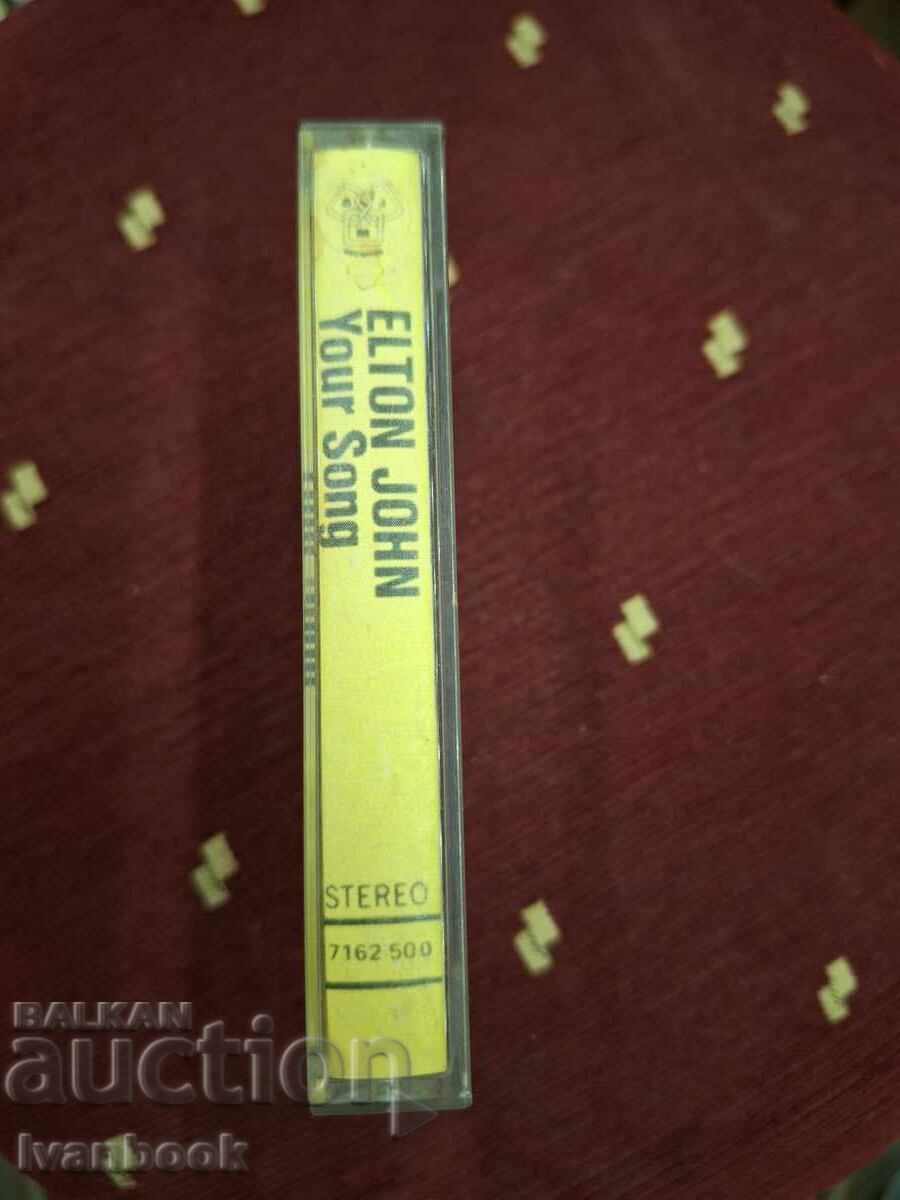 ELTON JOHN
Your Song
STEREO
7162 500
BALKAN
auction
Ivanbook